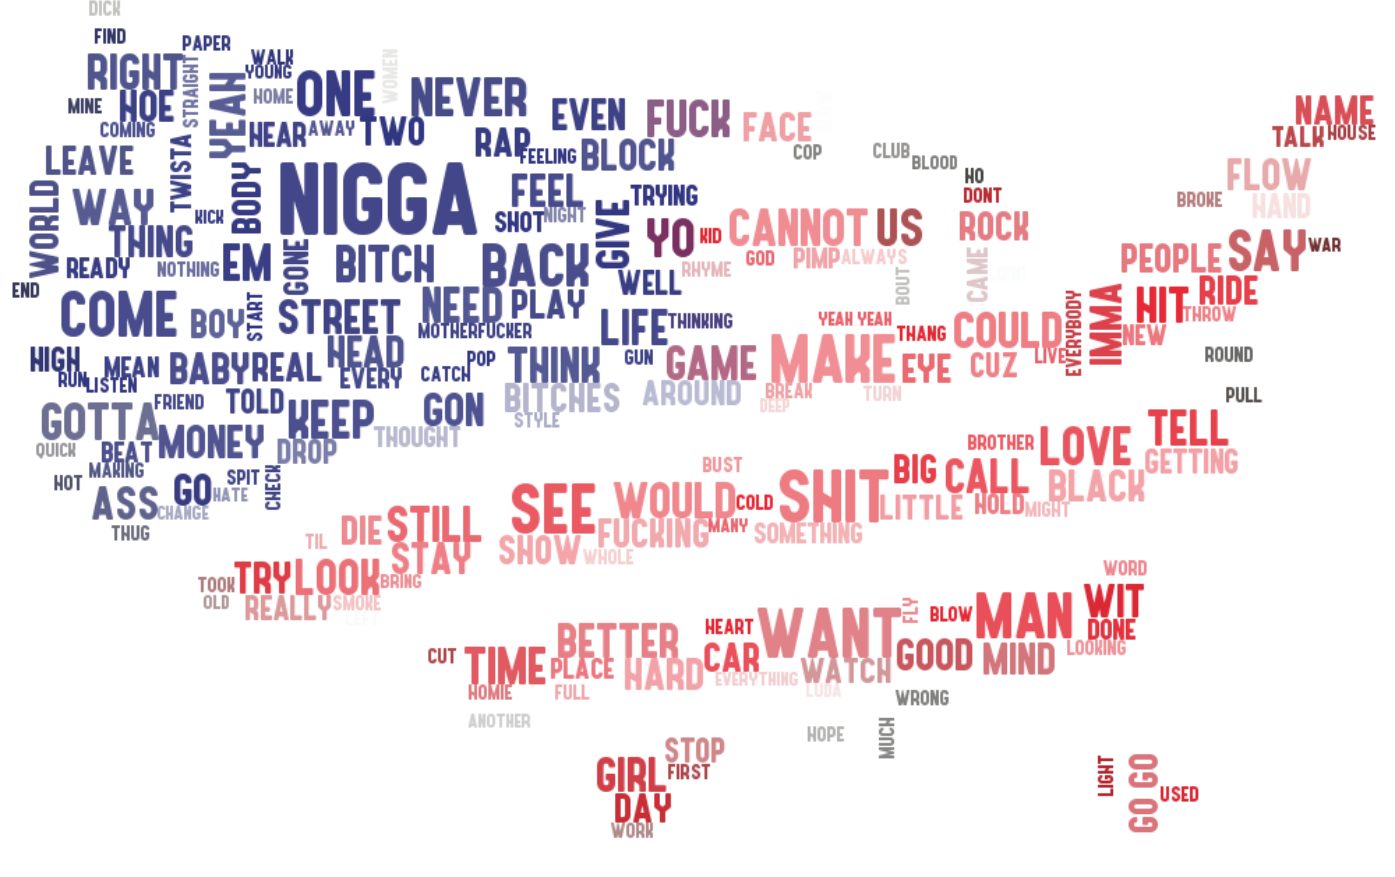 DICK
FIND
PAPER
WALK
YOUNG
WOMEN
RIGHT
STRAIGHT
YEAH
HOME
ONE
NEVER
MINE
HOE
EVEN
FUCK
FACE
NAME
TALK
HOUSE
COMING
HEAR
AWAY
TWO
RAP
FEELING
BLOCK
COP
CLUB
BLOOD
LEAVE
TWISTA
BODY
NIGGA
FEEL
TRYING
HO
DONT
FLOW
BROKE
HAND
WORLD
WAY
KICK
SHOT
NIGHT
GIVE
YO
KID
CANNOT
US
ROCK
THING
READY
NOTHING
EM
GONE
BITCH
BACK
WELL
RHYME
GOD
PIMP
ALWAYS
BOUT
CAME
PEOPLE
SAY
WAR
END
COME
BOY
START
STREET
NEED
PLAY
MOTHERFUCKER
LIFE
THINKING
YEAH YEAH
THANG
COULD
EVERYBODY
IMMA
HIT
RIDE
THROW
NEW
HIGH
MEAN
BABY
REAL
HEAD
POP
THINK
GUN
GAME
MAKE
EYE
CUZ
LIVE
ROUND
RUN
LISTEN
EVERY
CATCH
BITCHES
AROUND
BREAK
DEEP
TURN
PULL
FRIEND
TOLD
KEEP
GON
STYLE
GOTTA
QUICK
BEAT
MONEY
DROP
THOUGHT
BROTHER
LOVE
TELL
GETTING
HOT
MAKING
SPIT
CHECK
BUST
BIG
CALL
BLACK
ASS
GO
HATE
CHANGE
SEE
WOULD
COLD
SHIT
LITTLE
HOLD
MIGHT
THUG
TIL
DIE
STILL
FUCKING
MANY
SOMETHING
STAY
SHOW
WHOLE
TOOK
TRY
LOOK
BRING
WORD
OLD
REALLY
SMOKE
LEFT
BETTER
HEART
WANT
FLY
BLOW
MAN
WIT
DONE
CUT
TIME
PLACE
HARD
CAR
EVERYTHING
WATCH
GOOD
MIND
LOOKING
HOMIE
FULL
LUDA
WRONG
ANOTHER
HOPE
MUCH
STOP
GIRL
FIRST
LIGHT
GO GO
USED
DAY
WORK